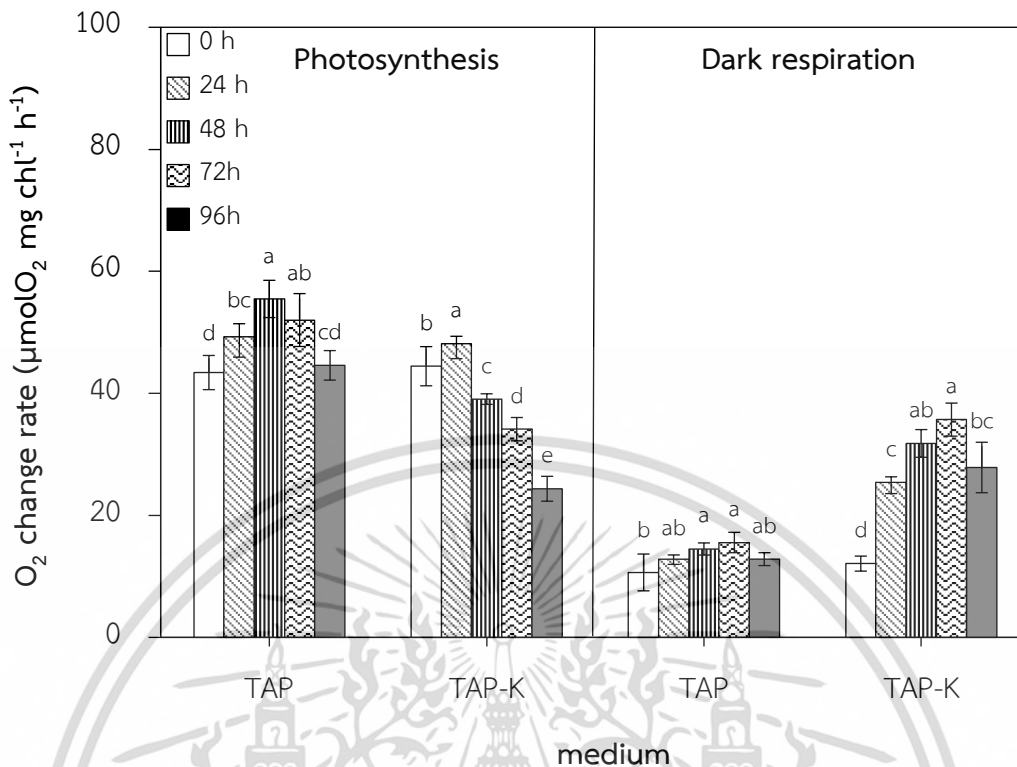 100
80
60
40
20
0
O₂ change rate (µmolO₂ mg chl⁻¹ h⁻¹)
0 h
24 h
48 h
72h
96h
Photosynthesis
Dark respiration
d bc a ab cd
b a c d e
b ab a a ab
d c ab a bc
TAP TAP-K TAP TAP-K
medium